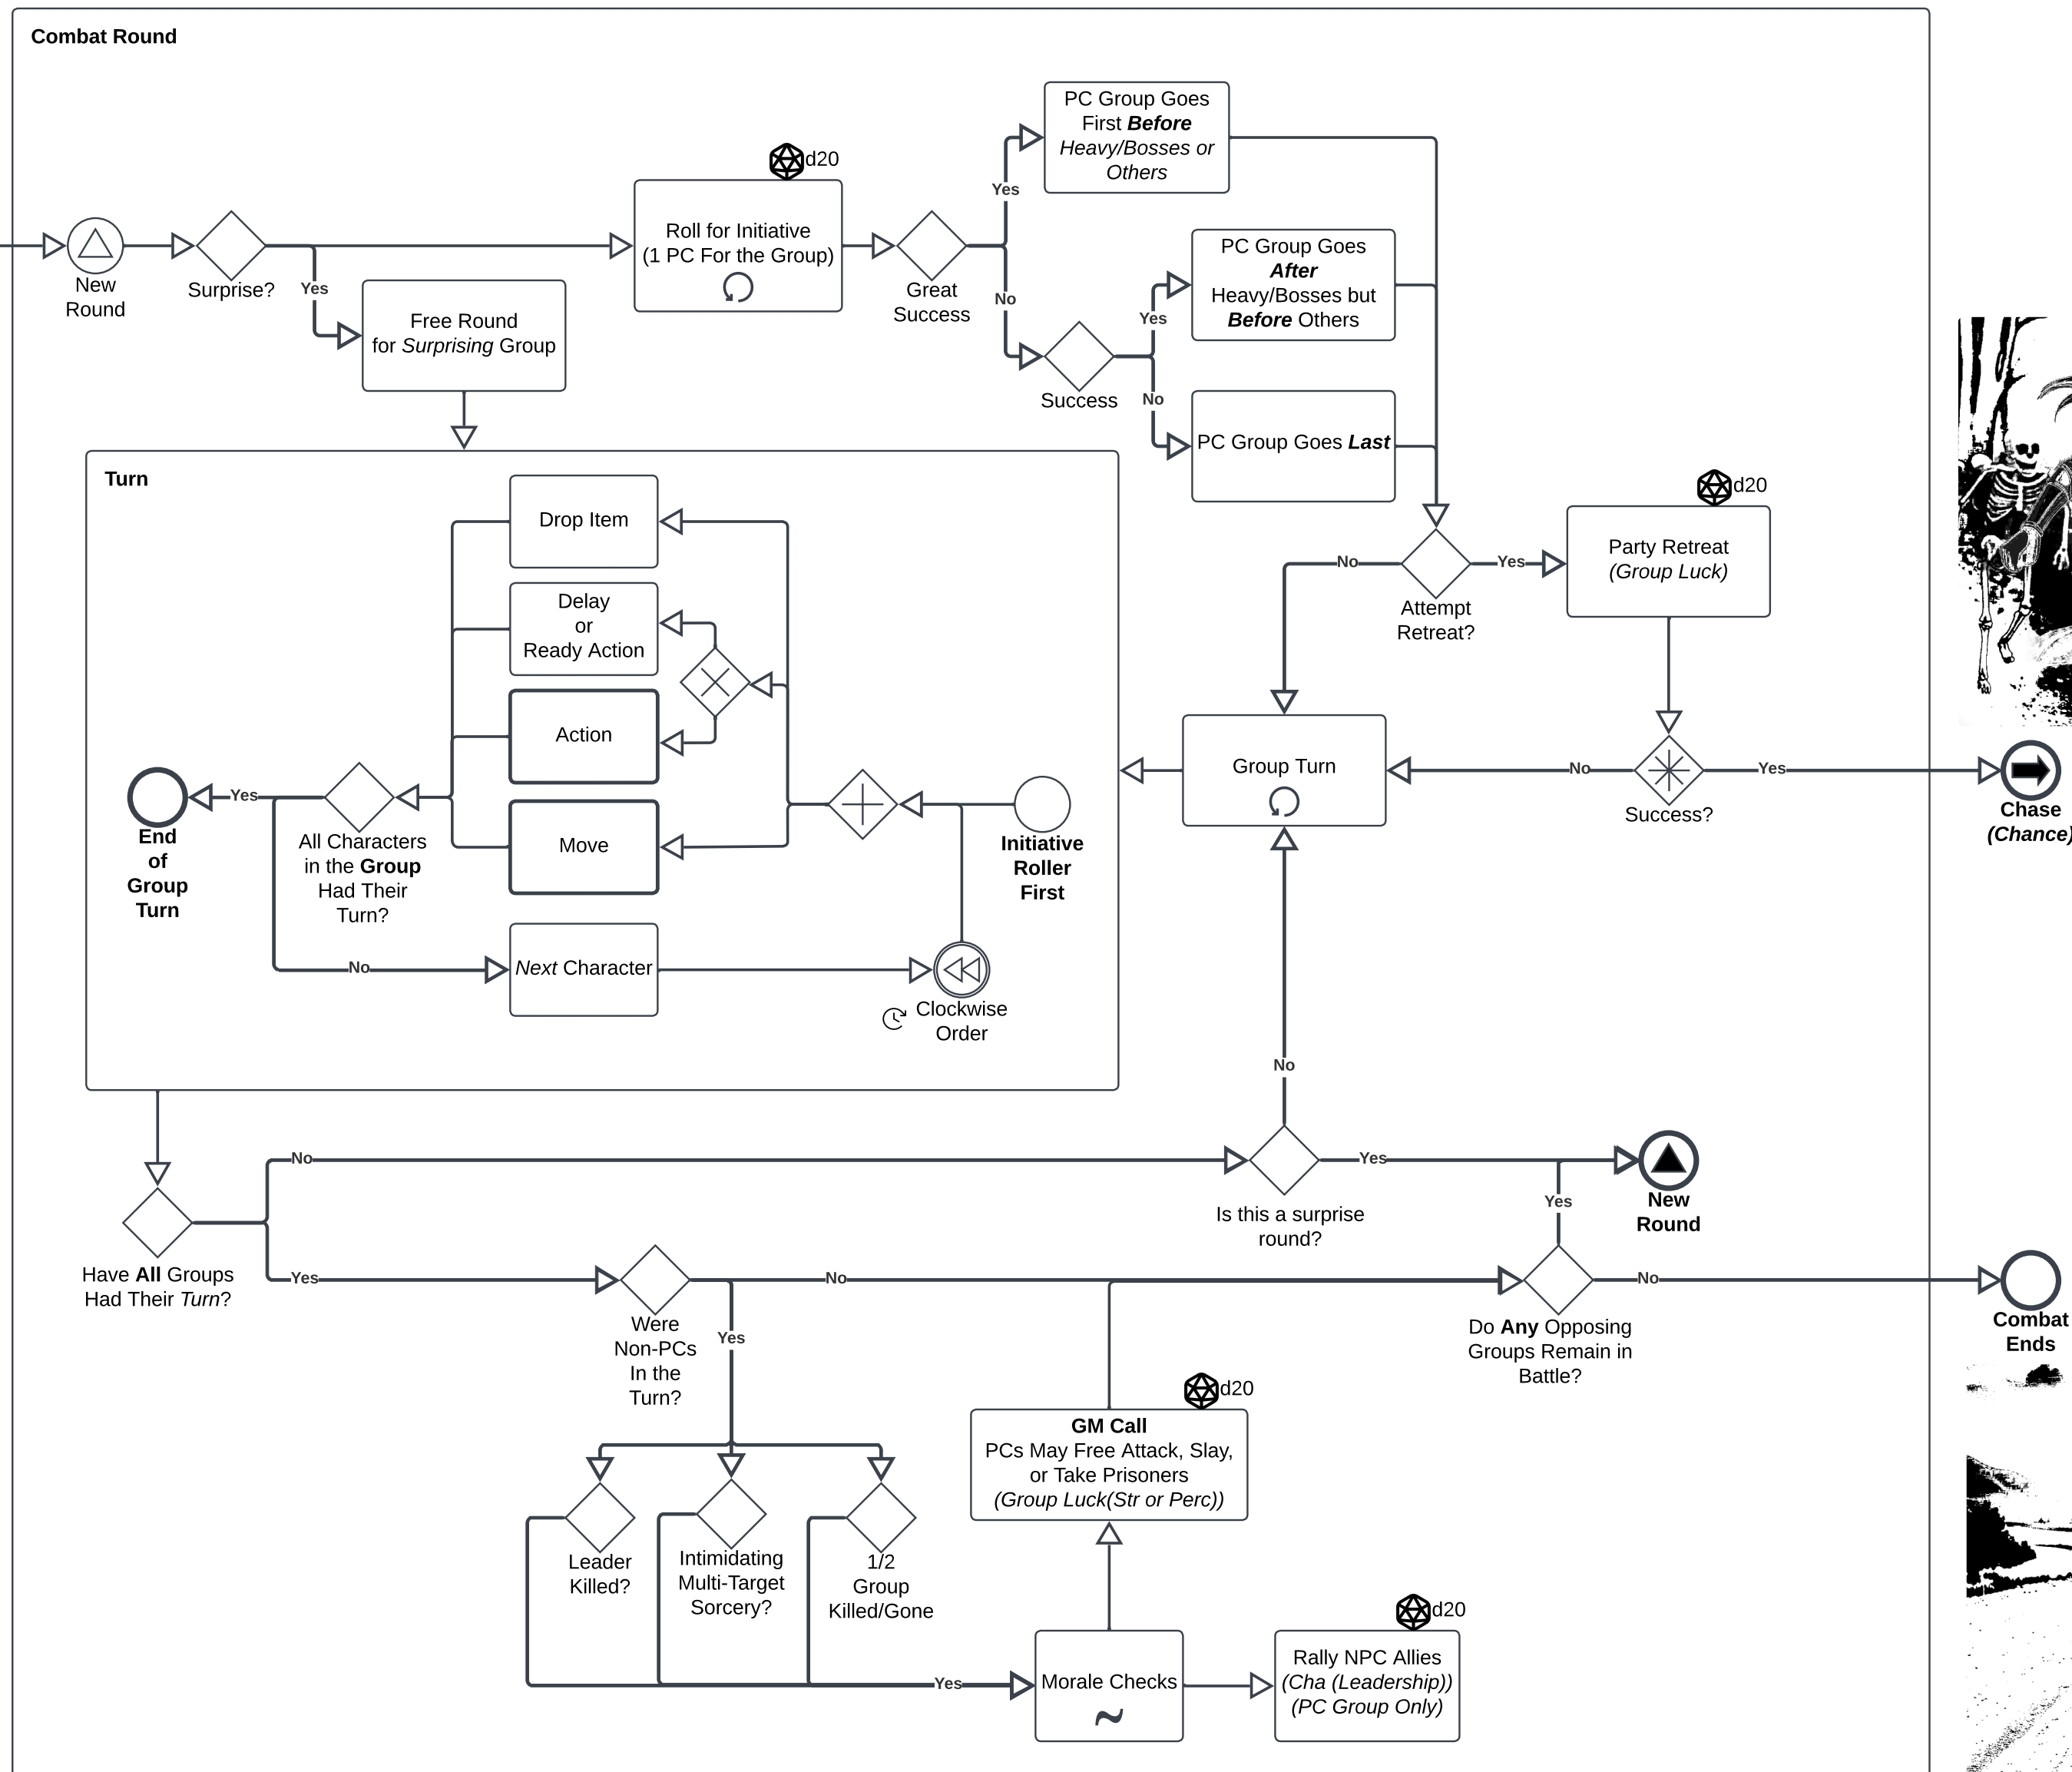 Combat Round
PC Group Goes
First Before
Heavy/Bosses or
Others
d20
Yes
Roll for Initiative
(1 PC For the Group)
PC Group Goes
After
Heavy/Bosses but
Before Others
New
Round
Surprise?
Yes
Great
Success
No
Yes
Free Round
for Surprising Group
Success
No
PC Group Goes Last
Turn
d20
Drop Item
Party Retreat
(Group Luck)
No
Yes
Attempt
Retreat?
Delay
or
Ready Action
Action
Group Turn
No
Yes
Success?
Chase
(Chance)
Yes
End
of
Group
Turn
All Characters
in the Group
Had Their
Turn?
Move
Initiative
Roller
First
No
Next Character
Clockwise
Order
No
No
Yes
Is this a surprise
round?
Yes
New
Round
Have All Groups
Had Their Turn?
Yes
No
Were
Non-PCs
In the
Turn?
Yes
No
Do Any Opposing
Groups Remain in
Battle?
Combat
Ends
d20
GM Call
PCs May Free Attack, Slay,
or Take Prisoners
(Group Luck(Str or Perc))
Leader
Killed?
Intimidating
Multi-Target
Sorcery?
1/2
Group
Killed/Gone
d20
Yes
Morale Checks
Rally NPC Allies
(Cha (Leadership))
(PC Group Only)